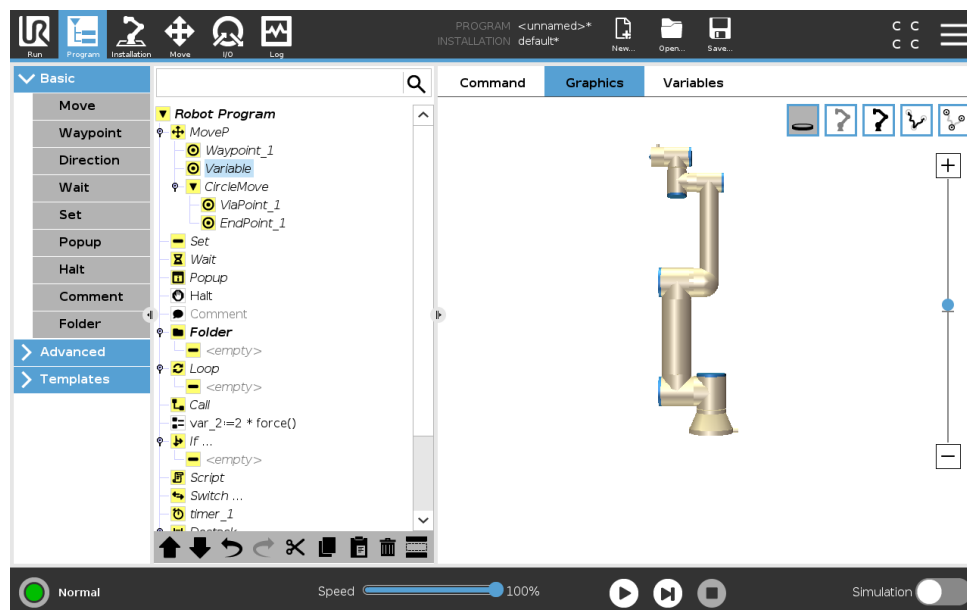 PROGRAM <unnamed>*
INSTALLATION default*
UR
Run
Program
Installation
Move
I/O
Log
New...
Open...
Save...
C C
C C
Basic
Move
Waypoint
Direction
Wait
Set
Popup
Halt
Comment
Folder
Advanced
Templates
Robot Program
MoveP
Waypoint_1
Variable
CircleMove
ViaPoint_1
EndPoint_1
Set
Wait
Popup
Halt
Comment
Folder
<empty>
Loop
<empty>
Call
var_2:=2 * force()
If ...
<empty>
Script
Switch ...
timer_1
Command
Graphics
Variables
Normal
Speed
100%
Simulation